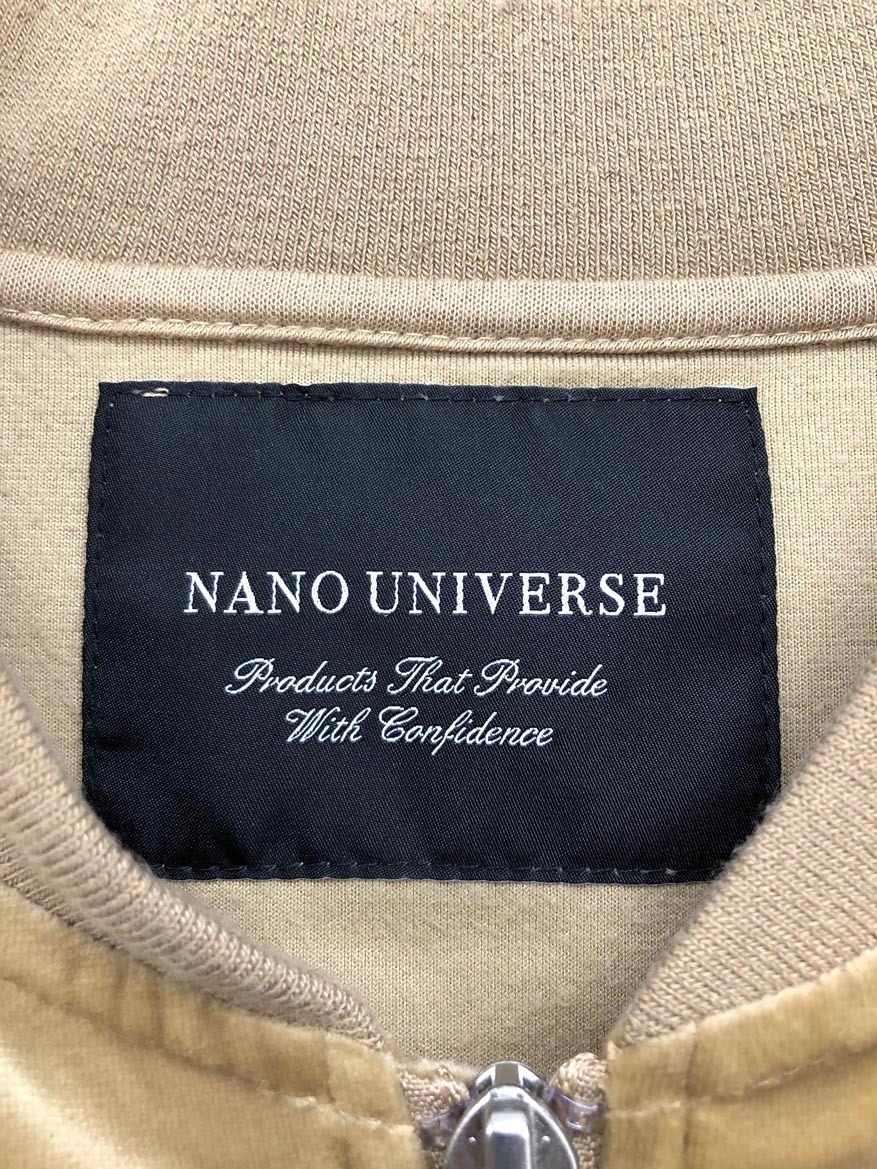 NANO UNIVERSE
Products That Provide
With Confidence